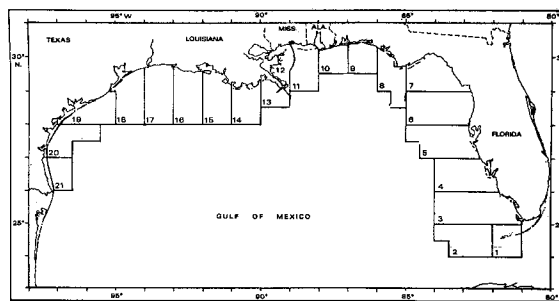 95°W 90° 85° 80°
TEXAS LOUISIANA MISS. ALA.
30°
N.
12
11 10 9 8 7
13
19 18 17 16 15 14
6
FLORIDA
20 5
21
4
25°
GULF OF MEXICO
3
2 1
95° 90° 85° 80°